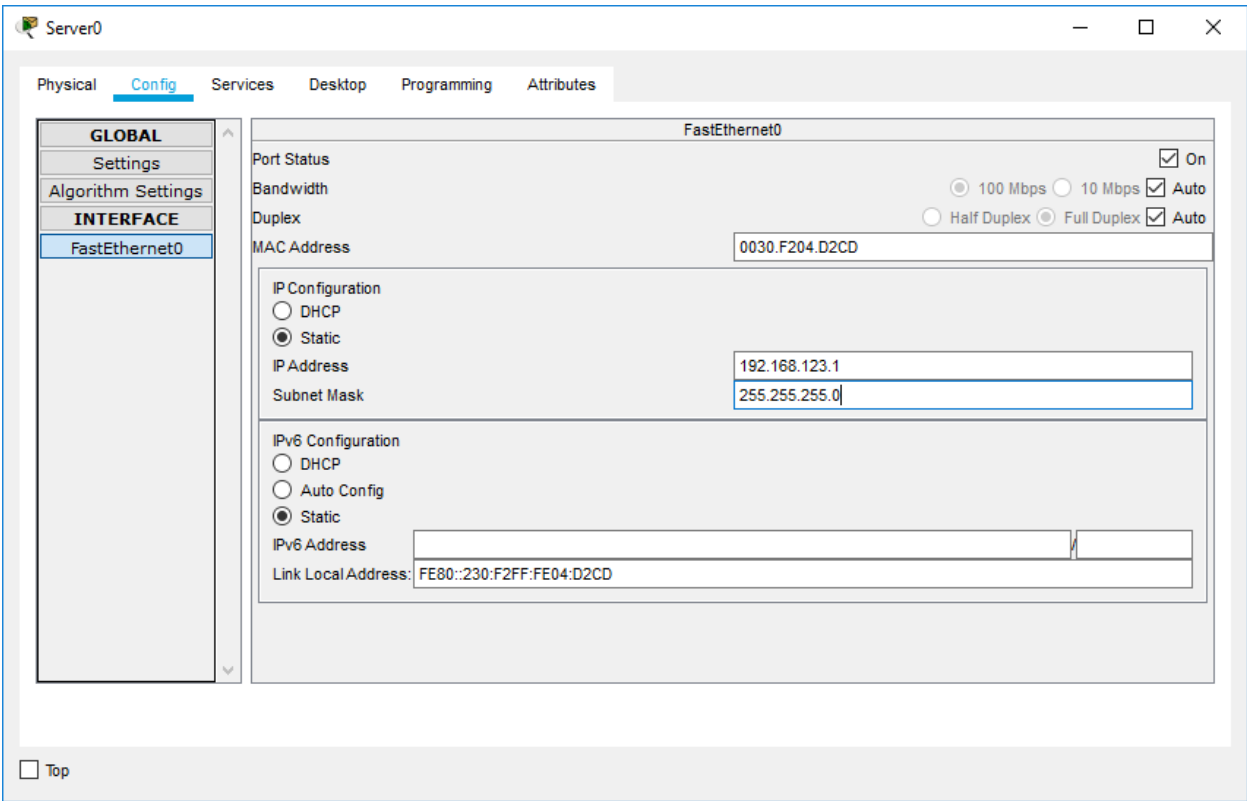 Server0
Physical Config Services Desktop Programming Attributes
GLOBAL
Settings
Algorithm Settings
INTERFACE
FastEthernet0
FastEthernet0
Port Status On
Bandwidth 100 Mbps 10 Mbps Auto
Duplex Half Duplex Full Duplex Auto
MAC Address 0030.F204.D2CD
IP Configuration
DHCP
Static
IP Address 192.168.123.1
Subnet Mask 255.255.255.0
IPv6 Configuration
DHCP
Auto Config
Static
IPv6 Address /
Link Local Address: FE80::230:F2FF:FE04:D2CD
Top